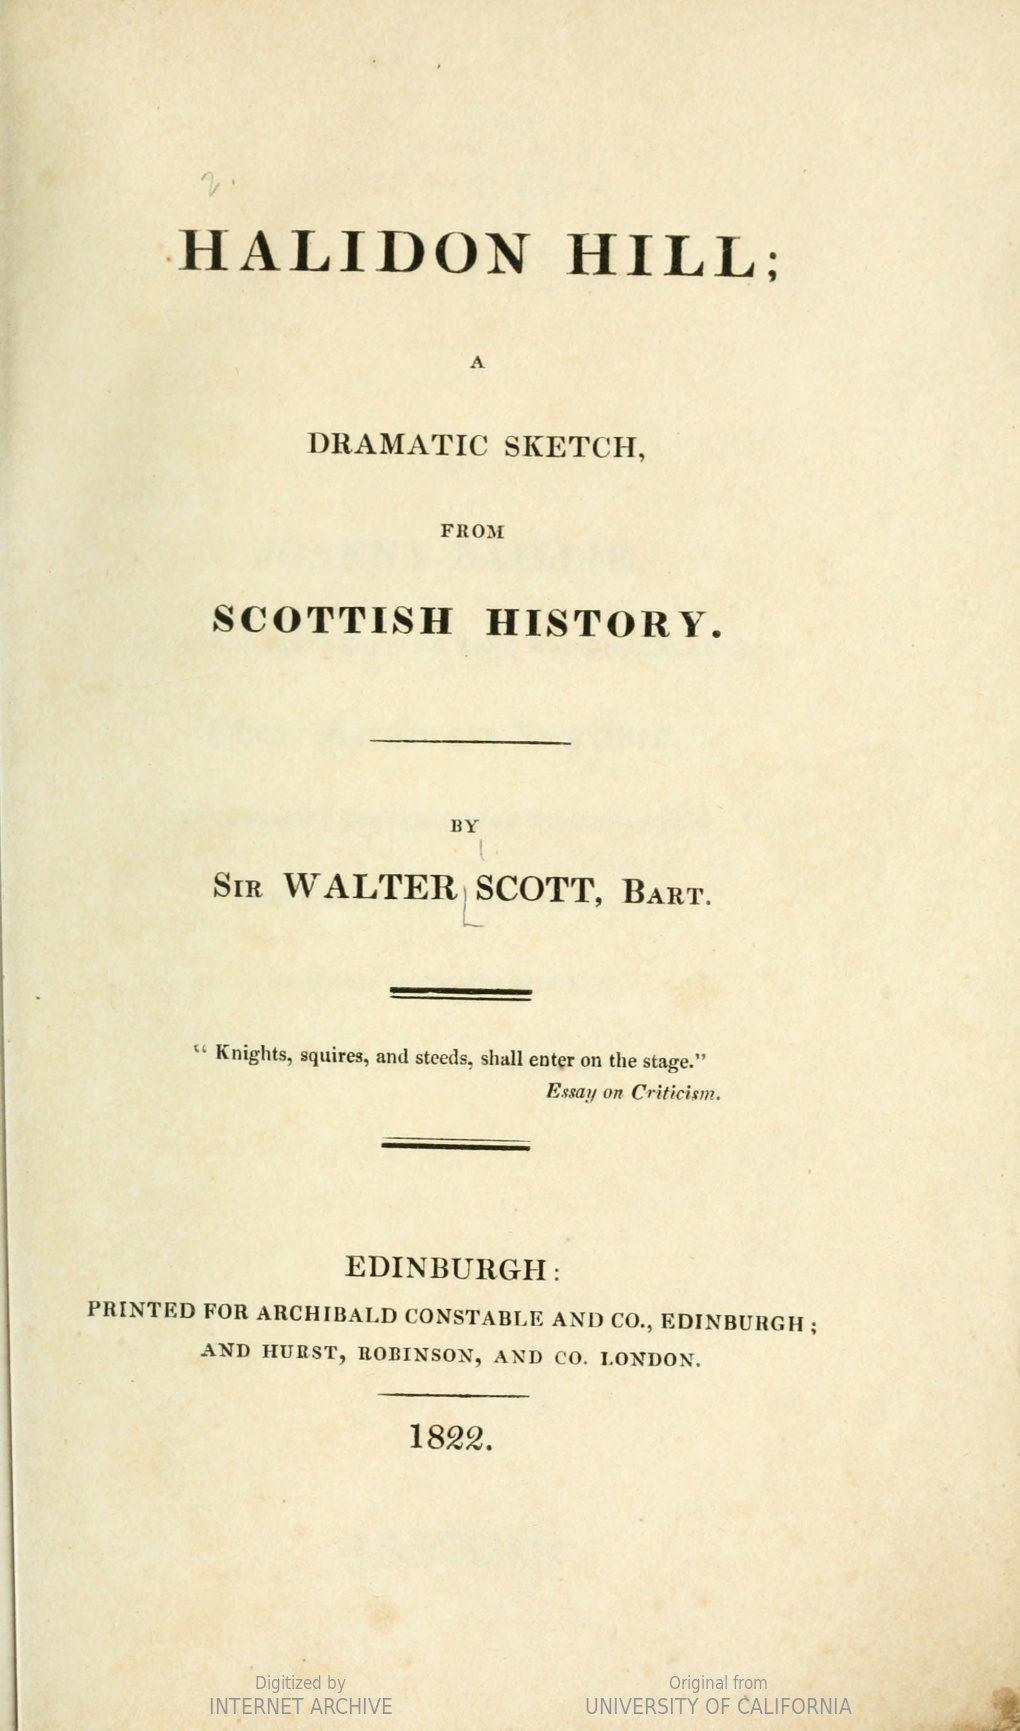 HALIDON HILL;
A
DRAMATIC SKETCH,
FROM
SCOTTISH HISTORY.
BY
Sir WALTER SCOTT, Bart.
“ Knights, squires, and steeds, shall enter on the stage.”
Essay on Criticism.
EDINBURGH:
PRINTED FOR ARCHIBALD CONSTABLE AND CO., EDINBURGH;
AND HURST, ROBINSON, AND CO. LONDON.
1822.
Digitized by
INTERNET ARCHIVE
Original from
UNIVERSITY OF CALIFORNIA